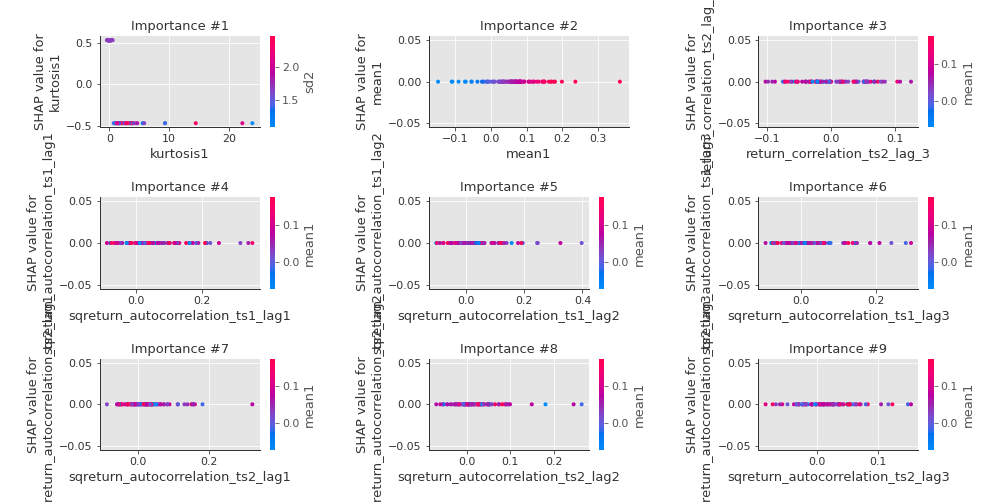 Importance #1
SHAP value for
kurtosis1
0.5
0.0
−0.5
0
10
20
kurtosis1
2.0
1.5
sd2
Importance #2
SHAP value for
mean1
0.05
0.00
−0.05
−0.1
0.0
0.1
0.2
0.3
mean1
Importance #3
SHAP value for
0.05
0.00
−0.05
−0.1
0.0
0.1
return_correlation_ts2_lag_3
0.1
0.0
mean1
Importance #4
SHAP value for
sqreturn_autocorrelation_ts1_lag1
0.05
0.00
−0.05
0.0
0.2
sqreturn_autocorrelation_ts1_lag1
0.1
0.0
mean1
Importance #5
SHAP value for
sqreturn_autocorrelation_ts1_lag2
0.05
0.00
−0.05
0.0
0.2
0.4
sqreturn_autocorrelation_ts1_lag2
0.1
0.0
mean1
Importance #6
SHAP value for
sqreturn_autocorrelation_ts1_lag3
0.05
0.00
−0.05
0.0
0.2
sqreturn_autocorrelation_ts1_lag3
0.1
0.0
mean1
Importance #7
SHAP value for
sqreturn_autocorrelation_ts2_lag1
0.05
0.00
−0.05
0.0
0.2
sqreturn_autocorrelation_ts2_lag1
0.1
0.0
mean1
Importance #8
SHAP value for
sqreturn_autocorrelation_ts2_lag2
0.05
0.00
−0.05
0.0
0.1
0.2
sqreturn_autocorrelation_ts2_lag2
0.1
0.0
mean1
Importance #9
SHAP value for
sqreturn_autocorrelation_ts2_lag3
0.05
0.00
−0.05
0.0
0.1
sqreturn_autocorrelation_ts2_lag3
0.1
0.0
mean1